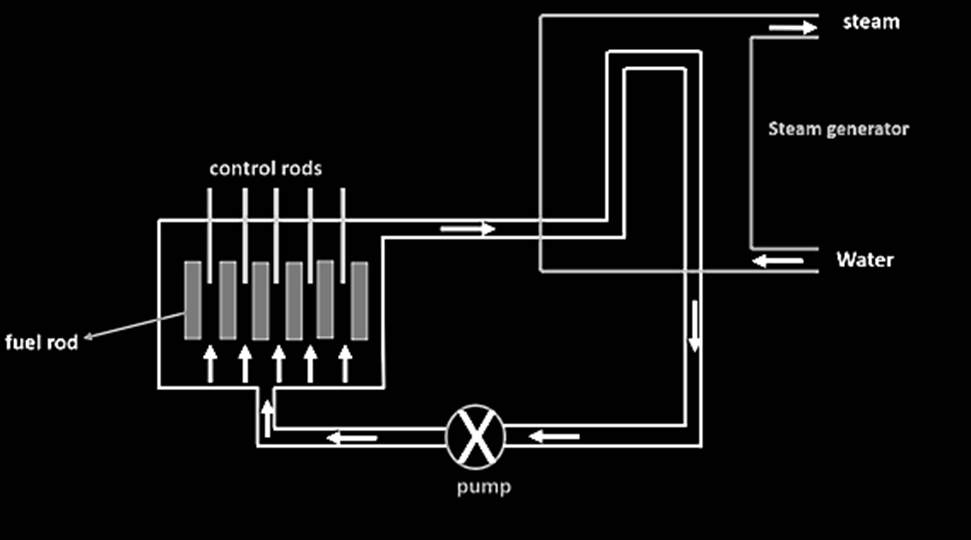 steam
Steam generator
control rods
Water
fuel rod
pump